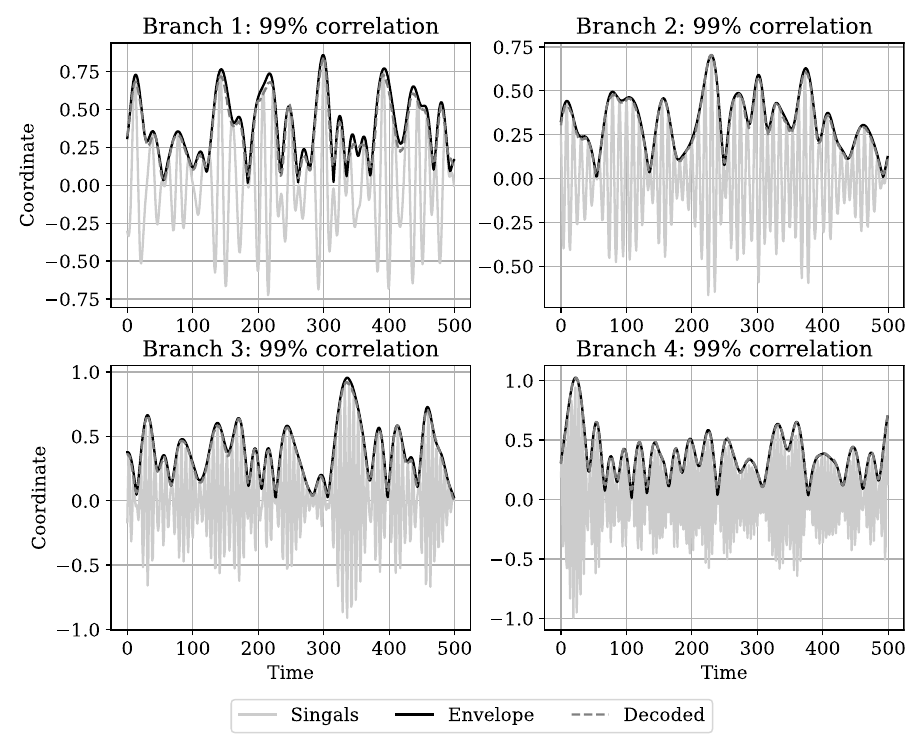 Branch 1: 99% correlation
Branch 2: 99% correlation
0.75
0.50
0.25
0.00
−0.25
−0.50
−0.75
Coordinate
0 100 200 300 400 500
0.75
0.50
0.25
0.00
−0.25
−0.50
0 100 200 300 400 500
Branch 3: 99% correlation
Branch 4: 99% correlation
1.0
0.5
0.0
−0.5
−1.0
Coordinate
0 100 200 300 400 500
Time
1.0
0.5
0.0
−0.5
−1.0
0 100 200 300 400 500
Time
Singals Envelope Decoded